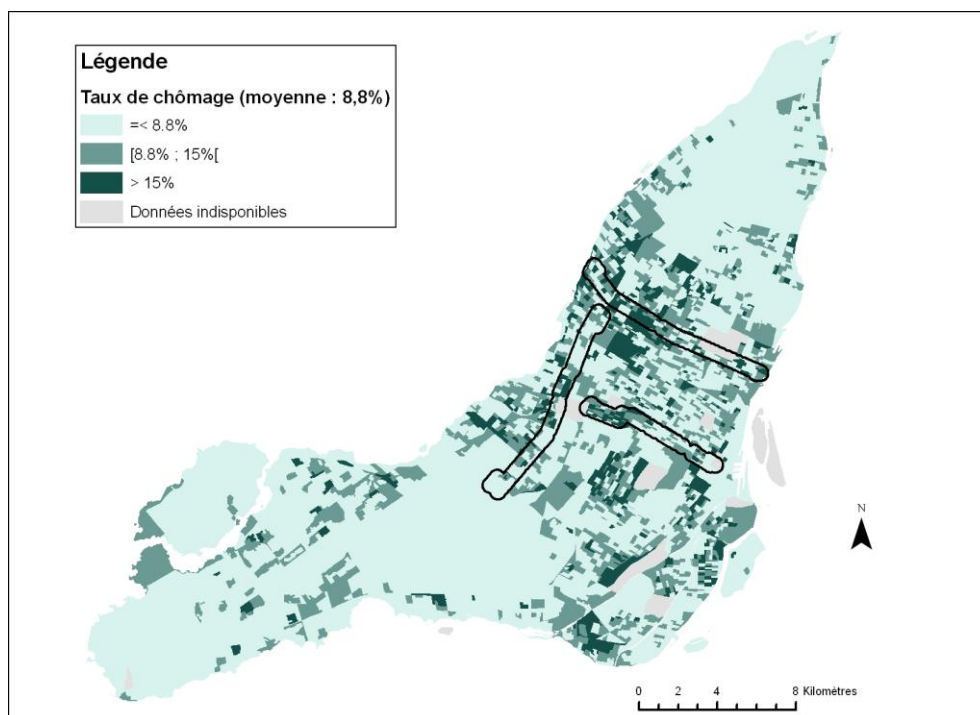 Légende
Taux de chômage (moyenne : 8,8%)
=< 8.8%
[8.8% ; 15%[
> 15%
Données indisponibles
N
0 2 4 8 Kilomètres